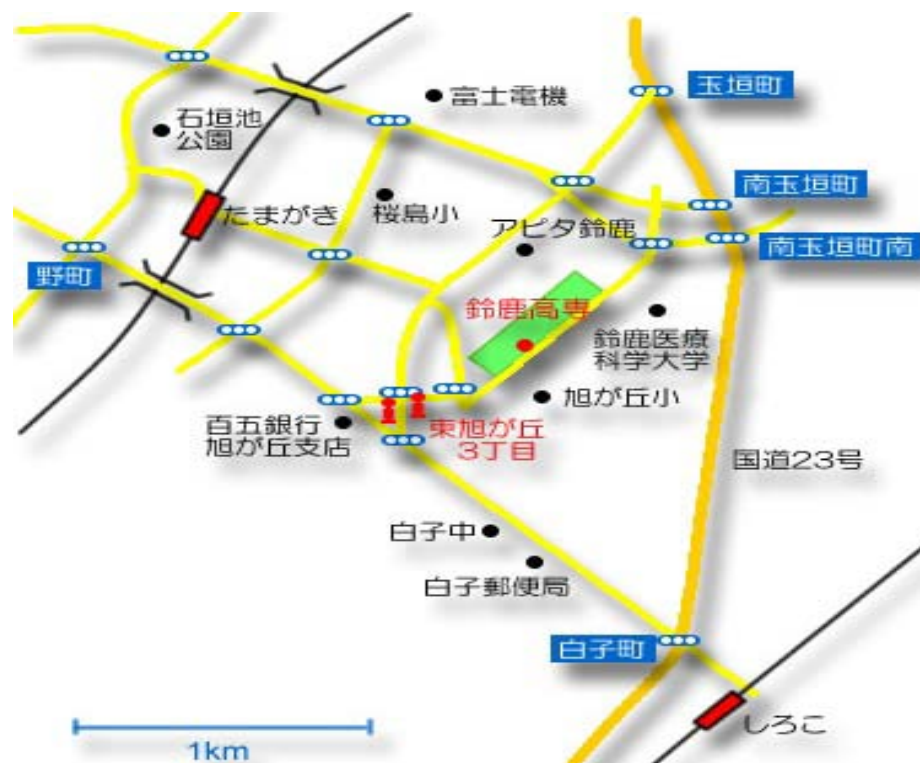 玉垣町
富士電機
石垣池
公園
南玉垣町
たまがき
桜島小
アピタ鈴鹿
南玉垣町南
野町
鈴鹿高専
鈴鹿医療
科学大学
旭が丘小
百五銀行
旭が丘支店
東旭が丘
3丁目
国道23号
白子中
白子郵便局
白子町
しろこ
1km